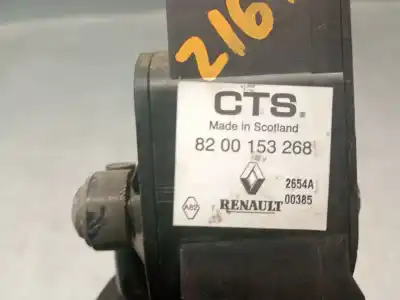 216
CTS.
Made in Scotland
82 00 153 268
2654A
00385
RENAULT